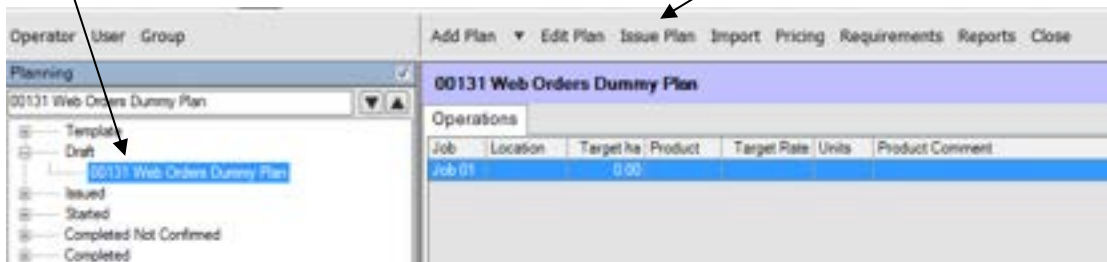 Operator User Group
Add Plan Edit Plan Issue Plan Import Pricing Requirements Reports Close
Planning
00131 Web Orders Dummy Plan
00131 Web Orders Dummy Plan
Operations
Template
Draft
00131 Web Orders Dummy Plan
Issued
Started
Completed Not Confirmed
Completed
Job Location Target ha Product Target Rate Units Product Comment
Job 01 0.00